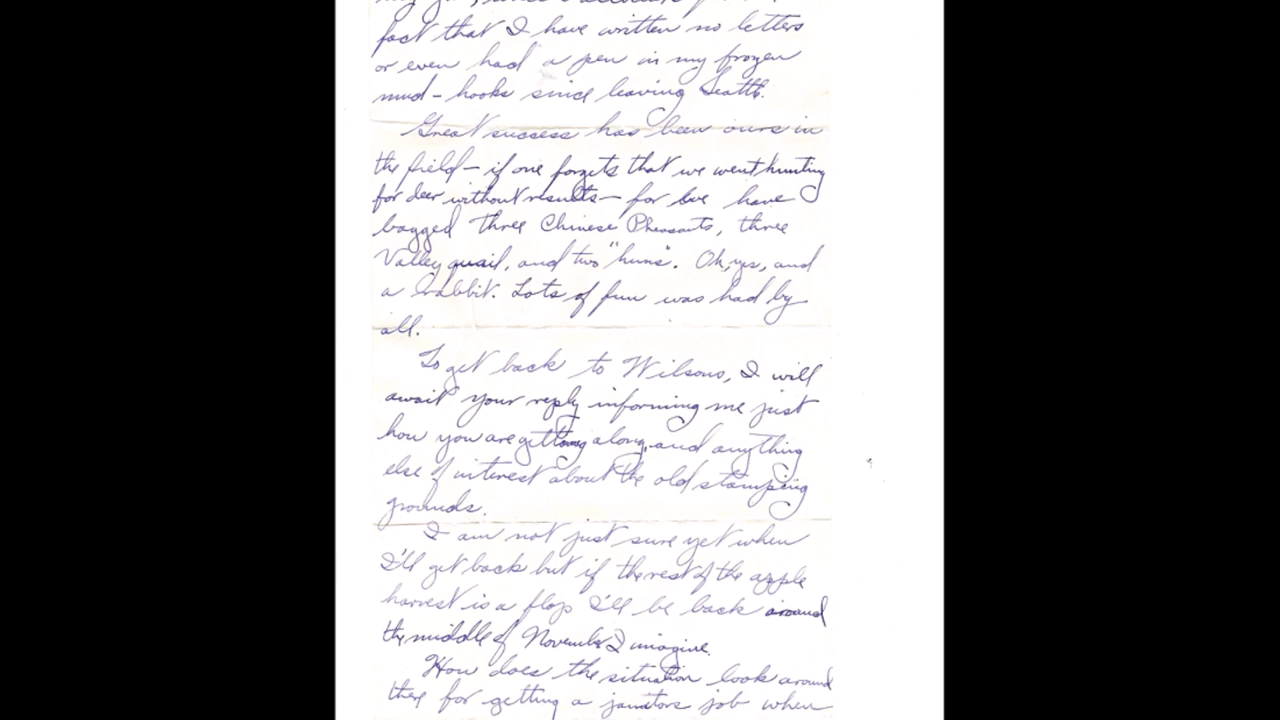 fact that I have written no letters
or even had a pen in my frozen
mud-hooks since leaving Seattle.
Great success has been ours in
the field - if one forgets that we went hunting
for deer without results - for we have
bagged three Chinese Pheasants, three
Valley quail, and two "huns". Oh, yes, and
a rabbit. Lots of fun was had by
all.
To get back to Wilsons, I will
await your reply informing me just
how you are getting along, and anything
else of interest about the old stamping
grounds.
I am not just sure yet when
I'll get back but if the rest of the apple
harvest is a flop I'll be back around
the middle of November I imagine.
How does the situation look around
there for getting a janitors job when